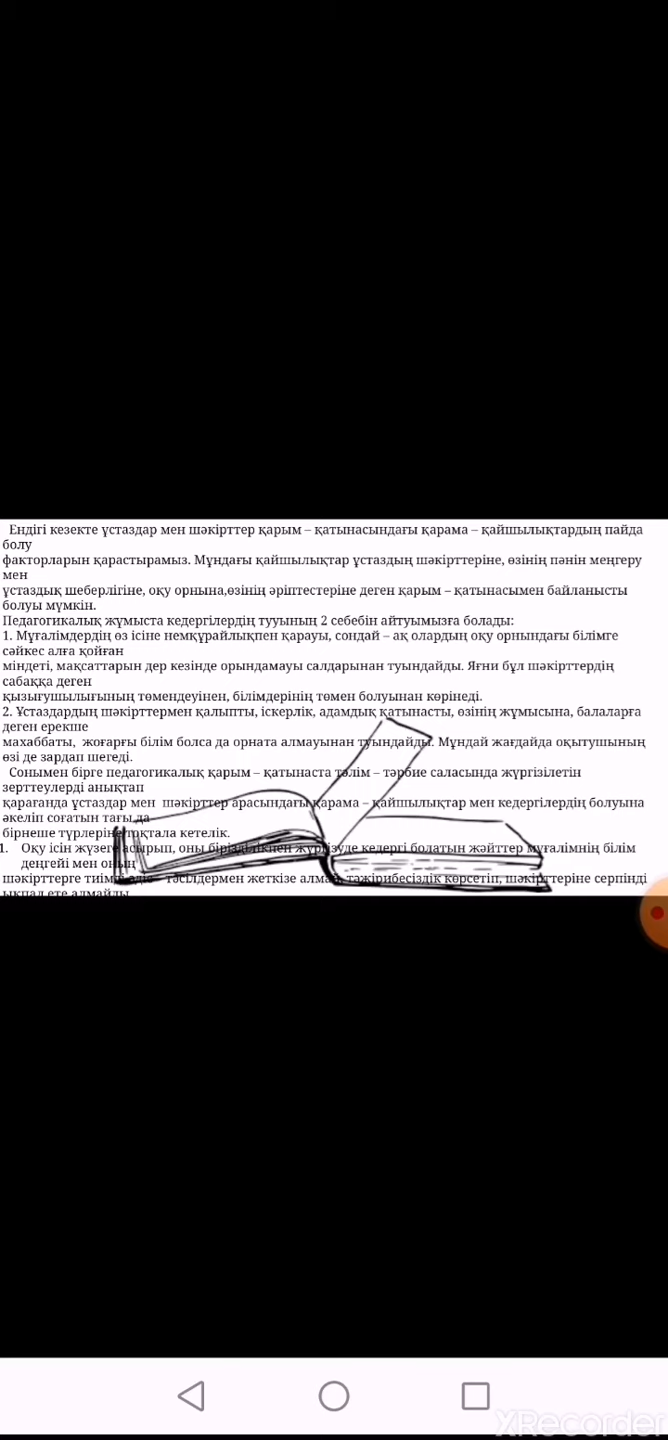 Ендігі кезекте ұстаздар мен шәкірттер қарым – қатынасындағы қарама – қайшылықтардың пайда
болу
факторларын қарастырамыз. Мұндағы қайшылықтар ұстаздың шәкірттеріне, өзінің пәнін меңгеру
мен
ұстаздық шеберлігіне, оқу орнына,өзінің әріптестеріне деген қарым – қатынасымен байланысты
болуы мүмкін.
Педагогикалық жұмыста кедергілердің тууының 2 себебін айтуымызға болады:
1. Мұғалімдердің өз ісіне немқұрайлықпен қарауы, сондай – ақ олардың оқу орнындағы білімге
сәйкес алға қойған
міндеті, мақсаттарын дер кезінде орындамауы салдарынан туындайды. Яғни бұл шәкірттердің
сабаққа деген
қызығушылығының төмендеуінен, білімдерінің төмен болуынан көрінеді.
2. Ұстаздардың шәкірттермен қалыпты, іскерлік, адамдық қатынасты, өзінің жұмысына, балаларға
деген ерекше
махаббаты, жоғарғы білім болса да орната алмауынан туындайды. Мұндай жағдайда оқытушының
өзі де зардап шегеді.
Сонымен бірге педагогикалық қарым – қатынаста тәлім – тәрбие саласында жүргізілетін
зерттеулерді анықтап
қарағанда ұстаздар мен шәкірттер арасындағы қарама – қайшылықтар мен кедергілердің болуына
әкеліп соғатын тағы да
бірнеше түрлеріне тоқтала кетелік.
1. Оқу ісін жүзеге асырып, оны бірізділікпен жүргізуде кедергі болатын жәйттер мұғалімнің білім
деңгейі мен оның
шәкірттерге тиімді әдіс – тәсілдермен жеткізе алмай, тәжірибесіздік көрсетіп, шәкірттеріне серпінді
ықпал ете алмайды
XRecorder